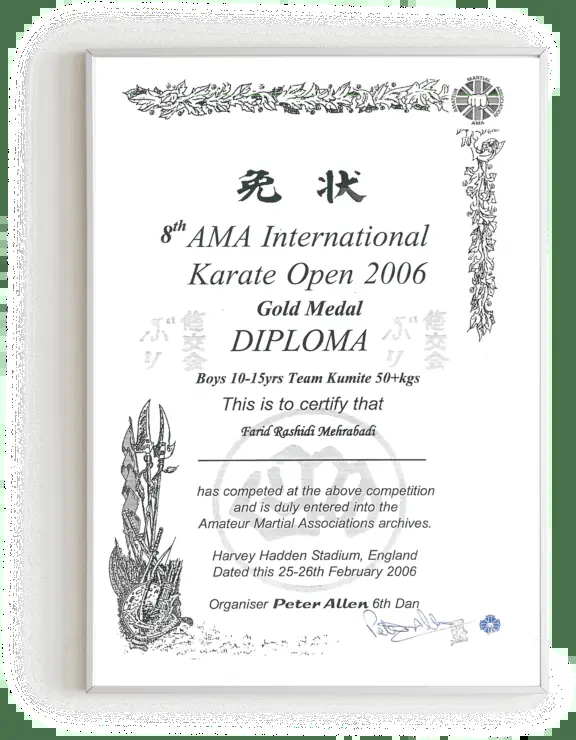 MARTIAL
AMA
免 状
8th AMA International
Karate Open 2006
Gold Medal
DIPLOMA
Boys 10-15yrs Team Kumite 50+kgs
This is to certify that
Farid Rashidi Mehrabadi
has competed at the above competition
and is duly entered into the
Amateur Martial Associations archives.
Harvey Hadden Stadium, England
Dated this 25-26th February 2006
Organiser Peter Allen 6th Dan